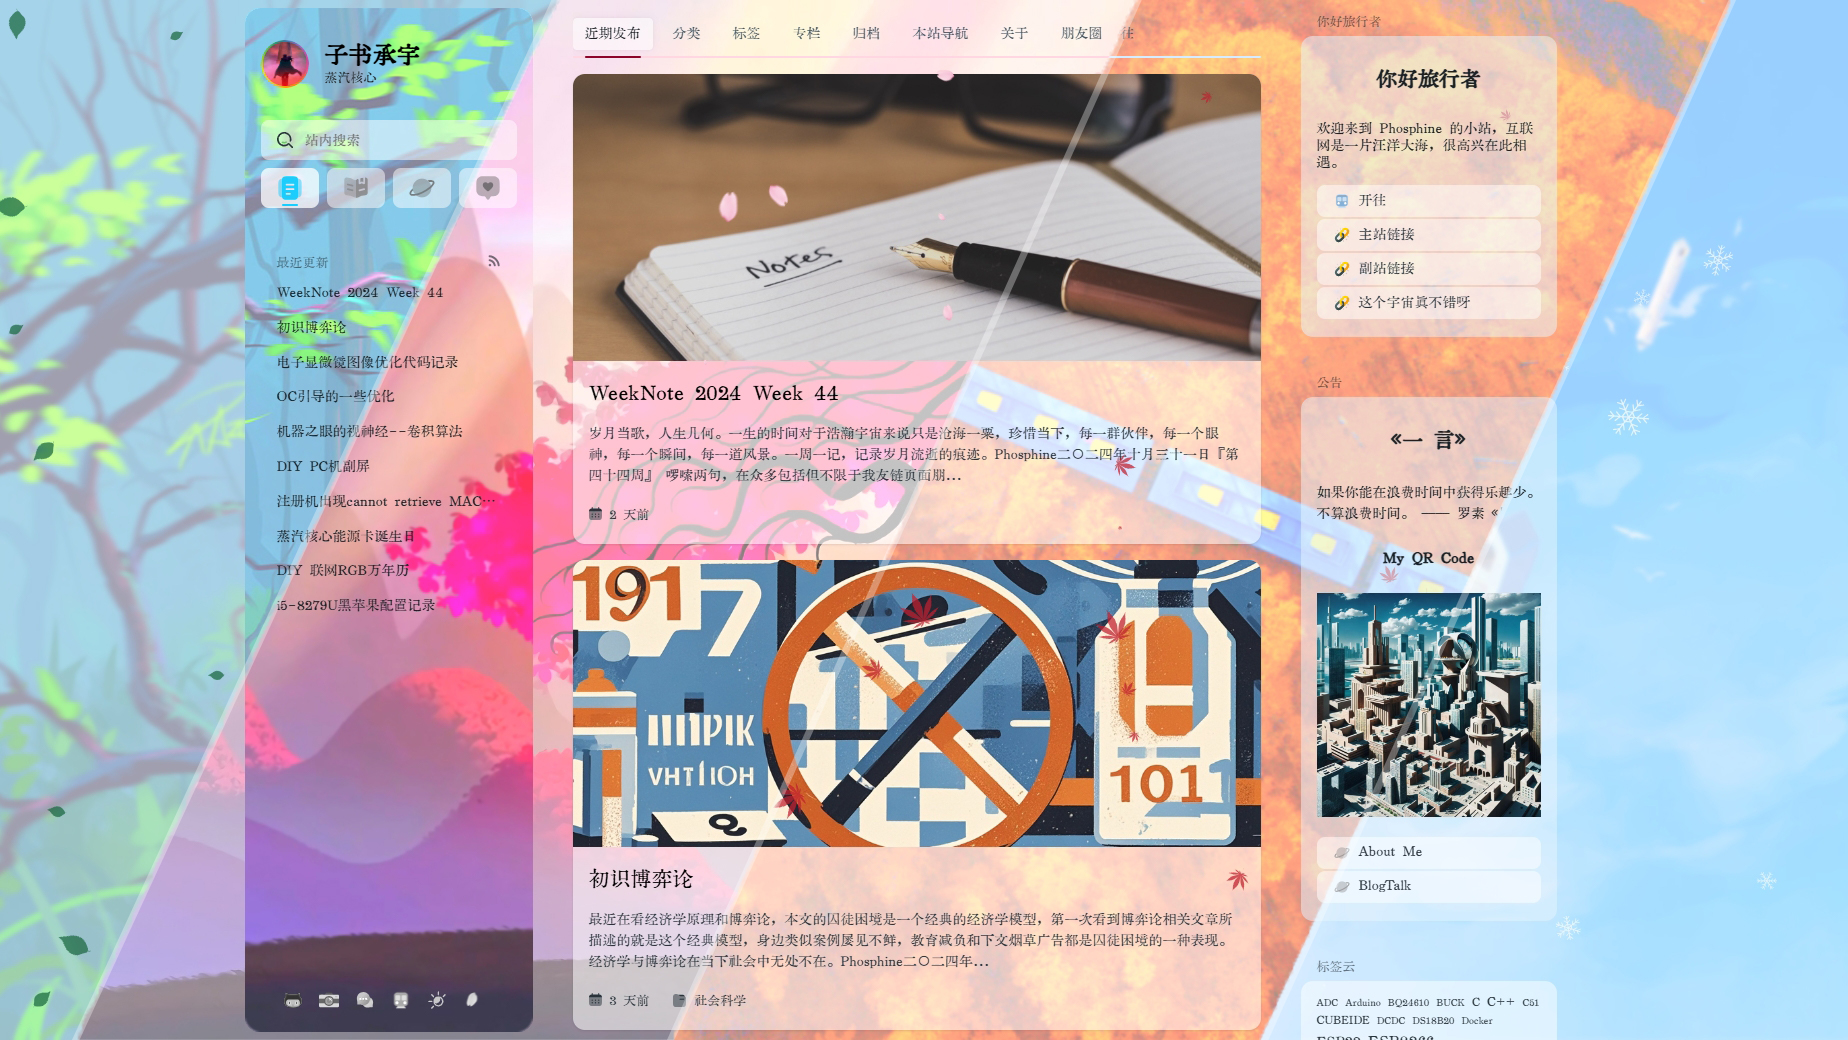 子书承宇
蒸汽核心
站内搜索
最近更新
WeekNote 2024 Week 44
初识博弈论
电子显微镜图像优化代码记录
OC引导的一些优化
机器之眼的视神经--卷积算法
DIY PC机副屏
注册机出现cannot retrieve MAC…
蒸汽核心能源卡诞生日
DIY 联网RGB万年历
i5-8279U黑苹果配置记录
近期发布 分类 标签 专栏 归档 本站导航 关于 朋友圈
Notes
WeekNote 2024 Week 44
岁月当歌，人生几何。一生的时间对于浩瀚宇宙来说只是沧海一粟，珍惜当下，每一群伙伴，每一个眼
神，每一个瞬间，每一道风景。一周一记，记录岁月流逝的痕迹。Phosphine二〇二四年十月三十一日『第
四十四周』 啰嗦两句，在众多包括但不限于我友链页面朋...
2 天前
1917
101
初识博弈论
最近在看经济学原理和博弈论，本文的囚徒困境是一个经典的经济学模型，第一次看到博弈论相关文章所
描述的就是这个经典模型，身边类似案例屡见不鲜，教育减负和下文烟草广告都是囚徒困境的一种表现。
经济学与博弈论在当下社会中无处不在。Phosphine二〇二四年...
3 天前 社会科学
你好旅行者
你好旅行者
欢迎来到 Phosphine 的小站，互联
网是一片汪洋大海，很高兴在此相
遇。
开往
主站链接
副站链接
这个宇宙真不错呀
公告
《一 言》
如果你能在浪费时间中获得乐趣
不算浪费时间。 —— 罗素 《
My QR Code
About Me
BlogTalk
标签云
ADC Arduino BQ24610 BUCK C C++ C51
CUBEIDE DCDC DS18B20 Docker